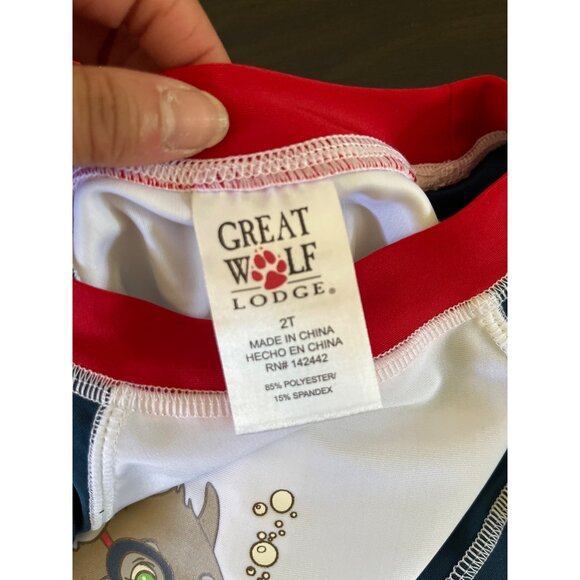 GREAT
WOLF
LODGE®
2T
MADE IN CHINA
HECHO EN CHINA
RN# 142442
85% POLYESTER/
15% SPANDEX